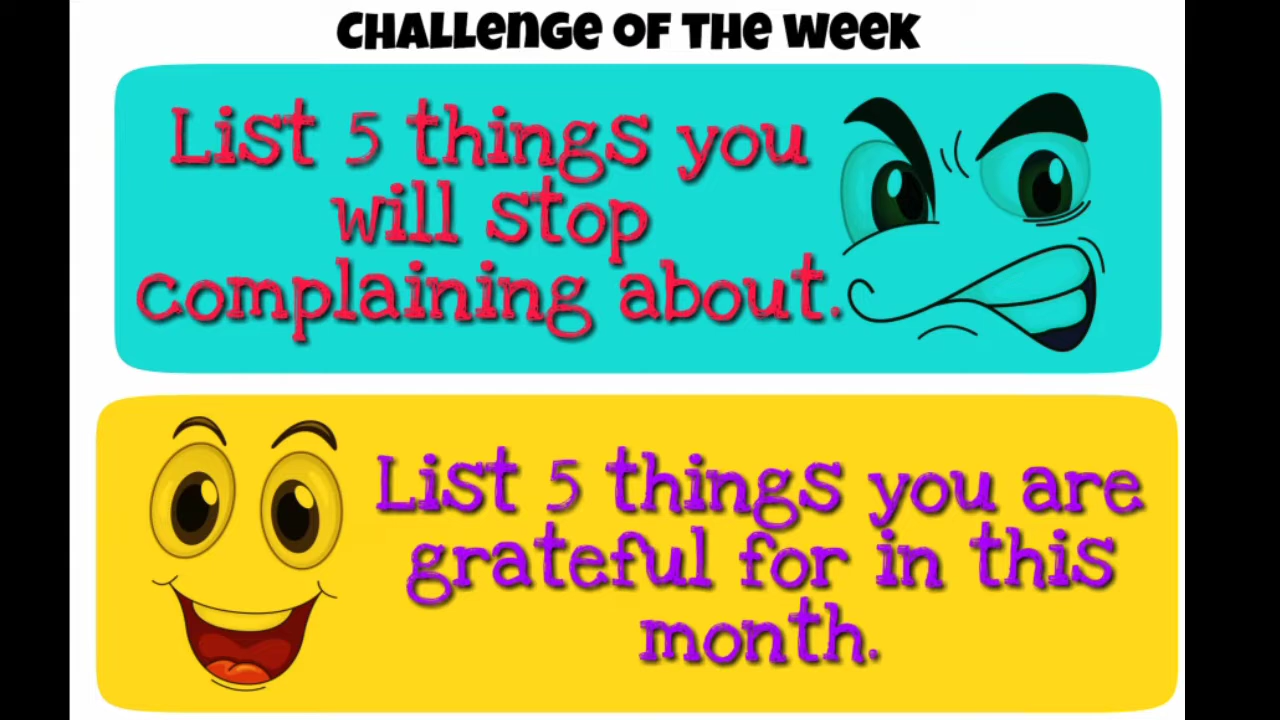 CHALLENGE OF THE WEEK
List 5 things you
will stop
complaining about.
List 5 things you are
grateful for in this
month.